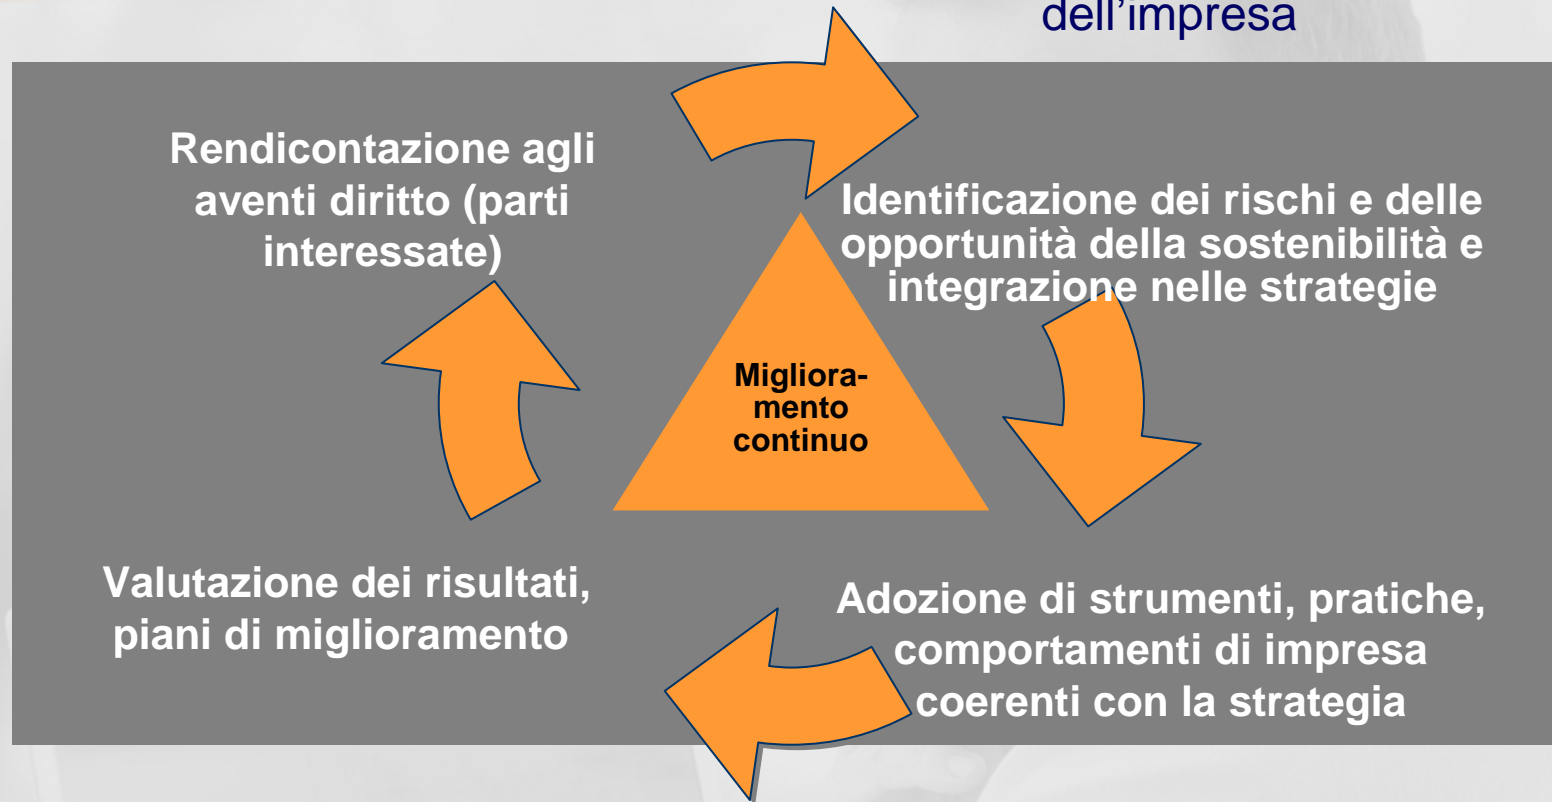 dell'impresa
Rendicontazione agli
aventi diritto (parti
interessate)
Identificazione dei rischi e delle
opportunità della sostenibilità e
integrazione nelle strategie
Migliora-
mento
continuo
Valutazione dei risultati,
piani di miglioramento
Adozione di strumenti, pratiche,
comportamenti di impresa
coerenti con la strategia